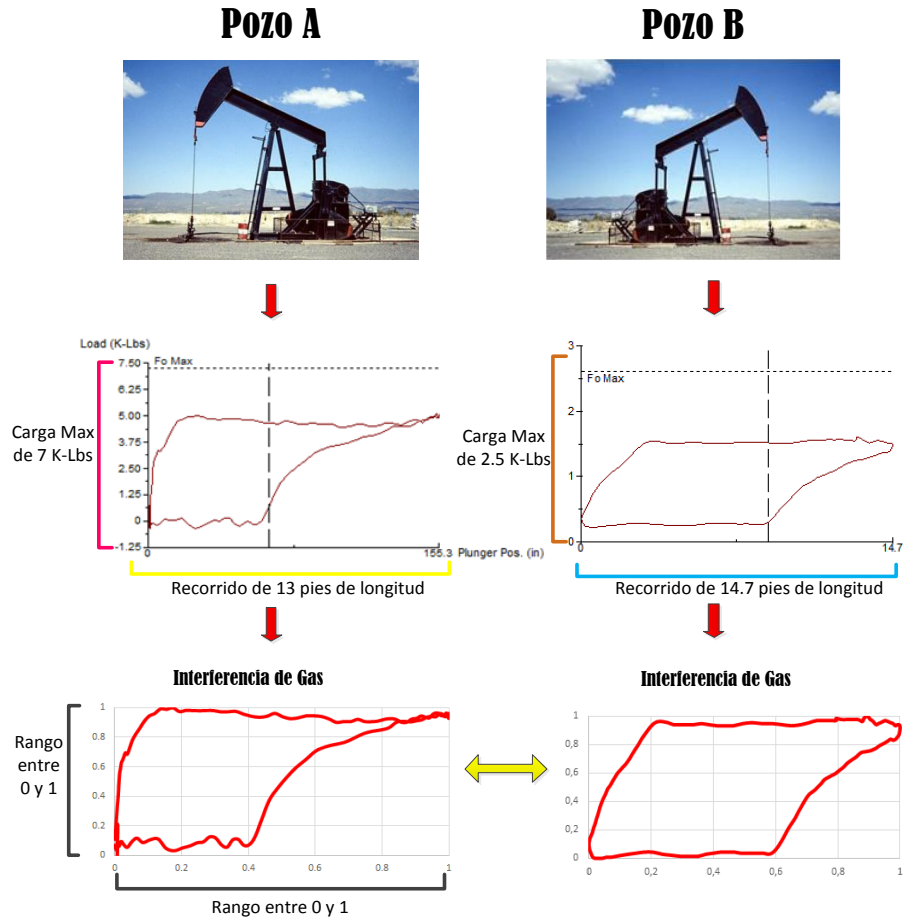 Pozo A
Pozo B
Load (K-Lbs)
7.50
Fo Max
6.25
5.00
3.75
2.50
1.25
0
-1.25
0
155.3 Plunger Pos. (in)
Carga Max
de 7 K-Lbs
Recorrido de 13 pies de longitud
3
Fo Max
2
1
0
0
14.7
Carga Max
de 2.5 K-Lbs
Recorrido de 14.7 pies de longitud
Interferencia de Gas
1
0.8
0.6
0.4
0.2
0
0
0.2
0.4
0.6
0.8
1
Rango
entre
0 y 1
Rango entre 0 y 1
Interferencia de Gas
1
0,8
0,6
0,4
0,2
0
0
0,2
0,4
0,6
0,8
1